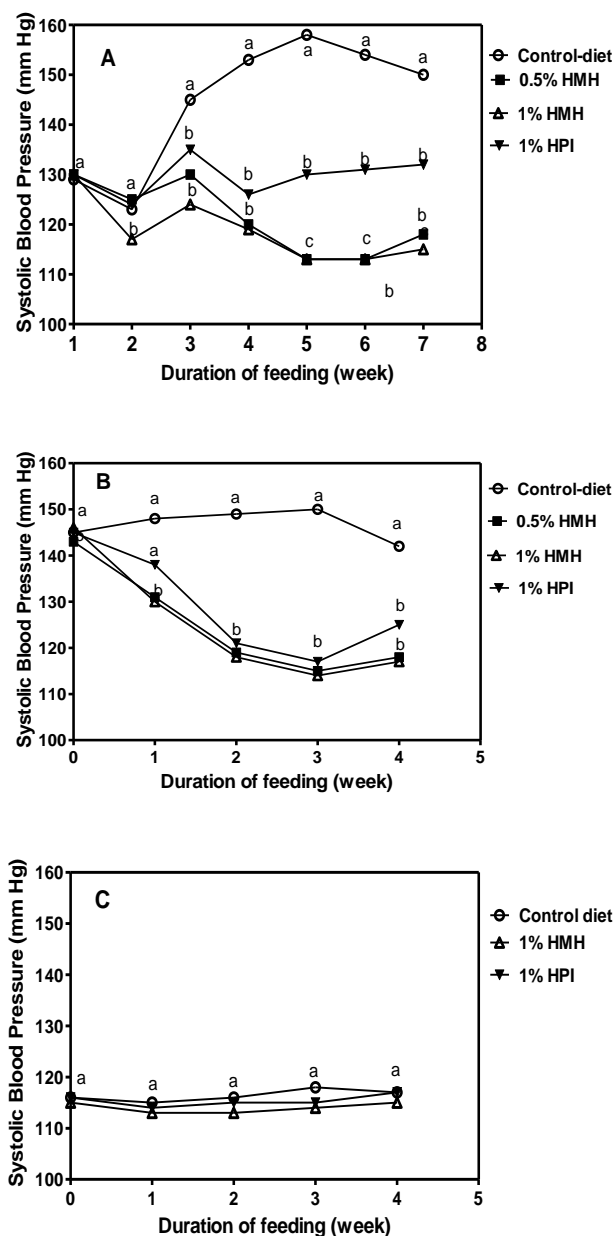 A
Systolic Blood Pressure (mm Hg)
160
150
140
130
120
110
100
a
a
a
a
a
a
a
b
b
b
b
b
b
b
b
b
c
c
b
c
b
1 2 3 4 5 6 7 8
Duration of feeding (week)
Control-diet
0.5% HMH
1% HMH
1% HPI
B
Systolic Blood Pressure (mm Hg)
160
150
140
130
120
110
100
a
a
a
a
a
a
b
b
b
b
b
b
0 1 2 3 4 5
Duration of feeding (week)
Control-diet
0.5% HMH
1% HMH
1% HPI
C
Systolic Blood Pressure (mm Hg)
160
150
140
130
120
110
100
a
a
a
a
a
0 1 2 3 4 5
Duration of feeding (week)
Control diet
1% HMH
1% HPI